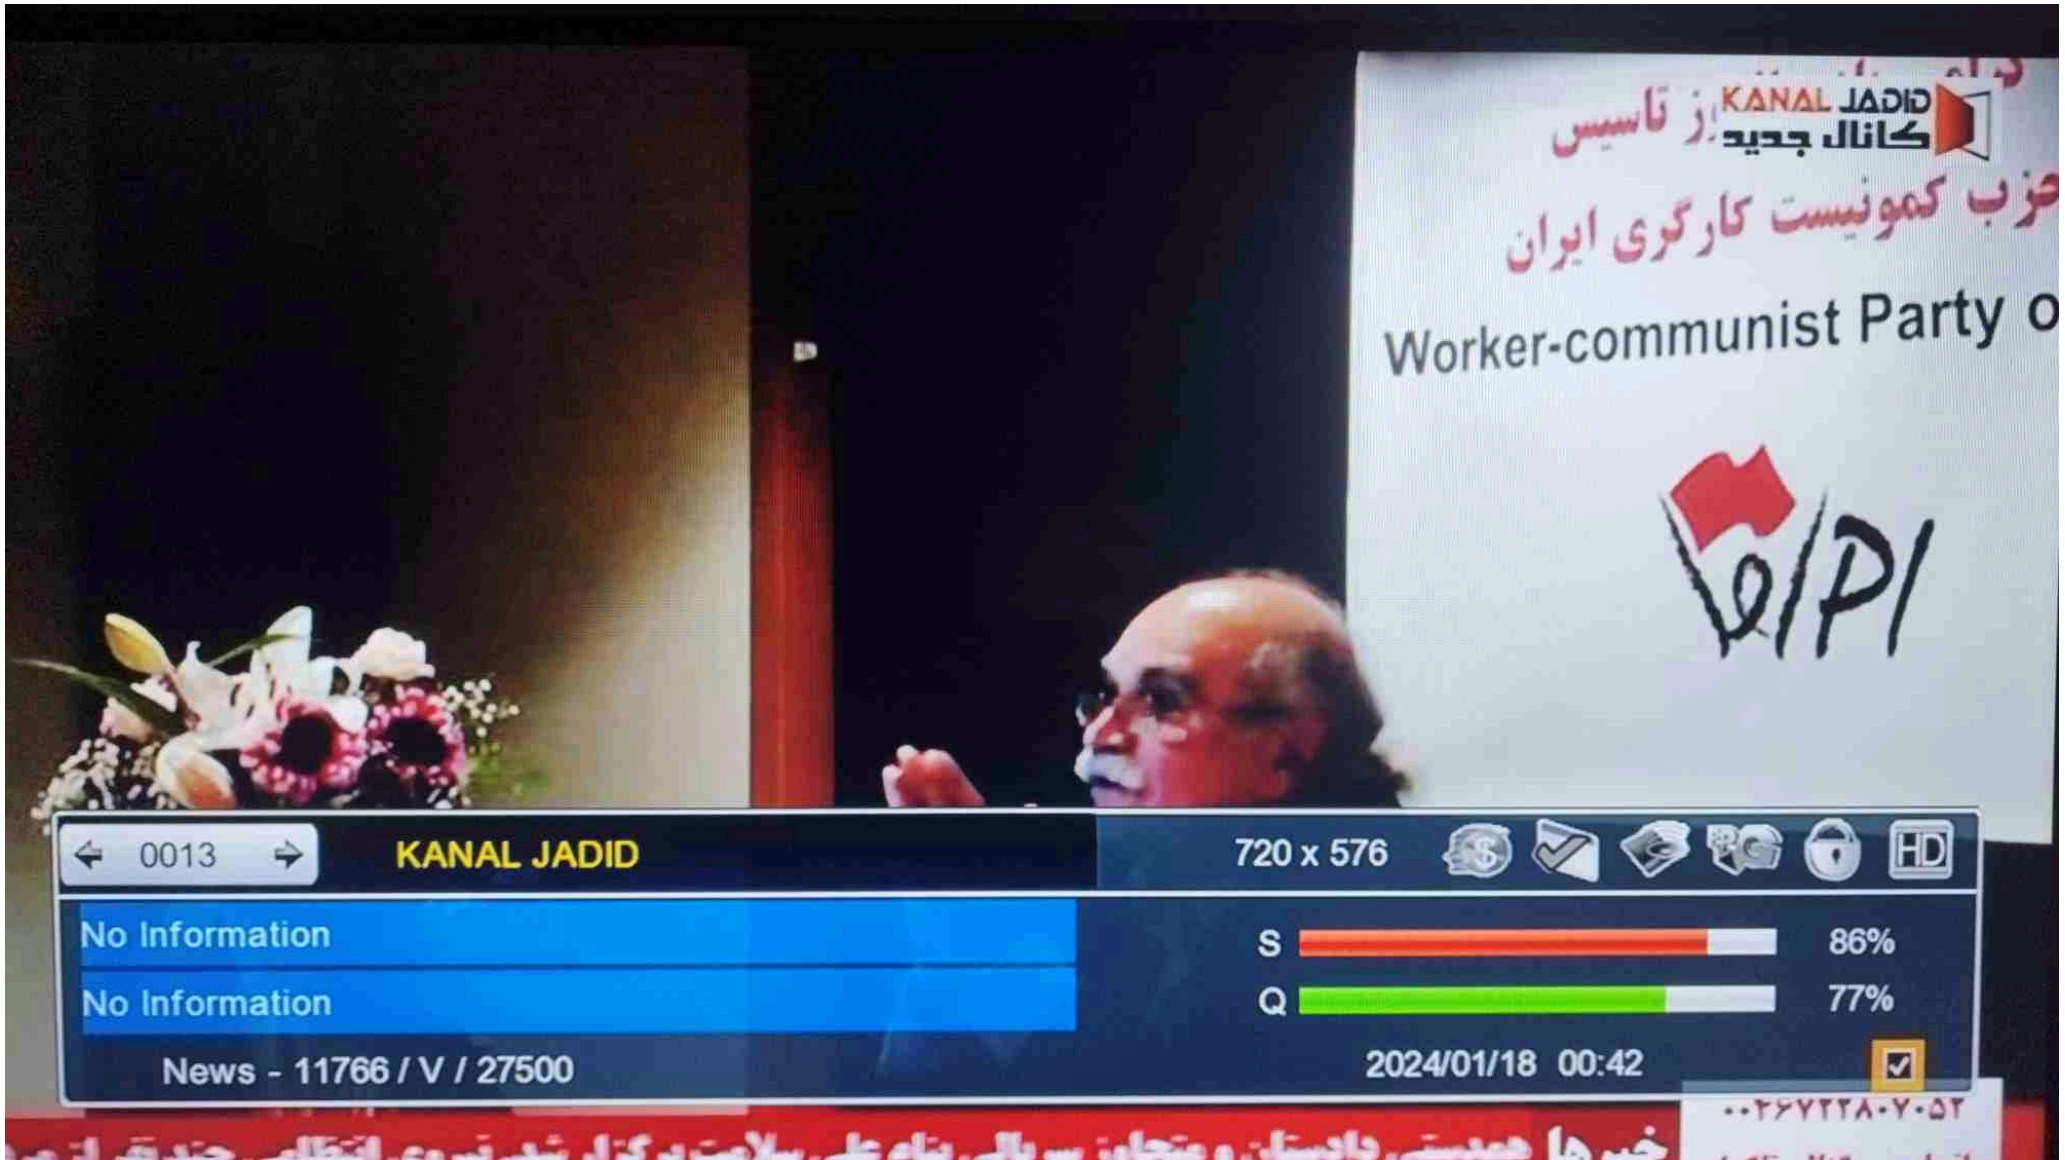 KANAL JADID
کانال جدید
تاسیس
حزب کمونیست کارگری ایران
Worker-communist Party o
WPI
0013
KANAL JADID
720 x 576
HD
No Information
S
86%
No Information
Q
77%
News - 11766 / V / 27500
2024/01/18 00:42
خبرها